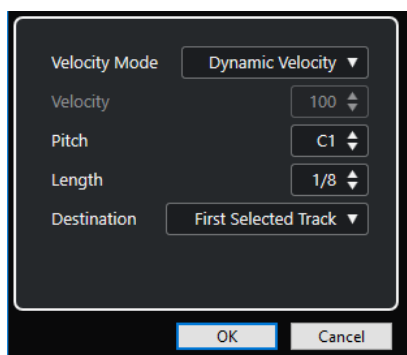 Velocity Mode Dynamic Velocity
Velocity 100
Pitch C1
Length 1/8
Destination First Selected Track
OK Cancel